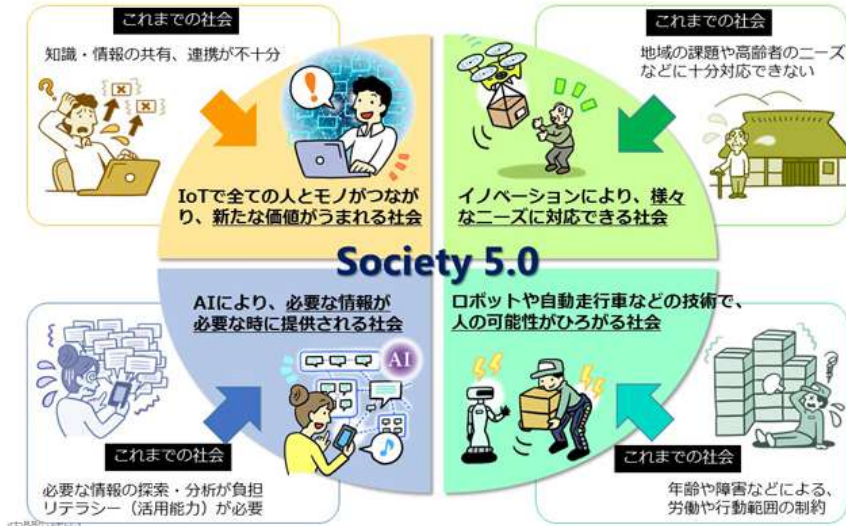 これまでの社会
知識・情報の共有、連携が不十分
IoTで全ての人とモノがつなが
り、新たな価値がうまれる社会
これまでの社会
地域の課題や高齢者のニーズ
などに十分対応できない
イノベーションにより、様々
なニーズに対応できる社会
Society 5.0
AIにより、必要な情報が
必要な時に提供される社会
AI
これまでの社会
必要な情報の探索・分析が負担
リテラシー（活用能力）が必要
ロボットや自動走行車などの技術で、
人の可能性がひろがる社会
これまでの社会
年齢や障害などによる、
労働や行動範囲の制約